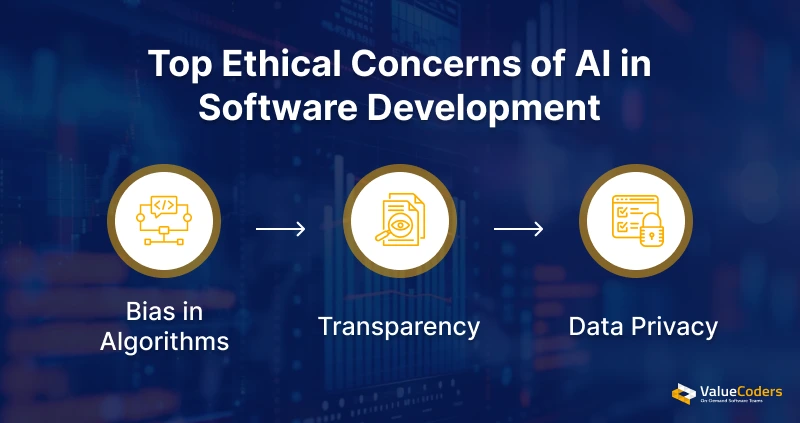 Top Ethical Concerns of AI in
Software Development
</>
Bias in
Algorithms
Transparency
Data Privacy
ValueCoders
On-Demand Software Teams